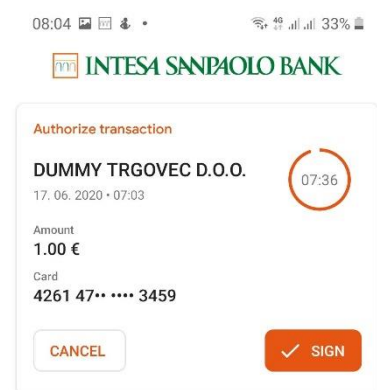 08:04 4G 33%
INTESA SANPAOLO BANK
Authorize transaction
DUMMY TRGOVEC D.O.O.
17. 06. 2020 • 07:03
07:36
Amount
1.00 €
Card
4261 47•• •••• 3459
CANCEL
SIGN